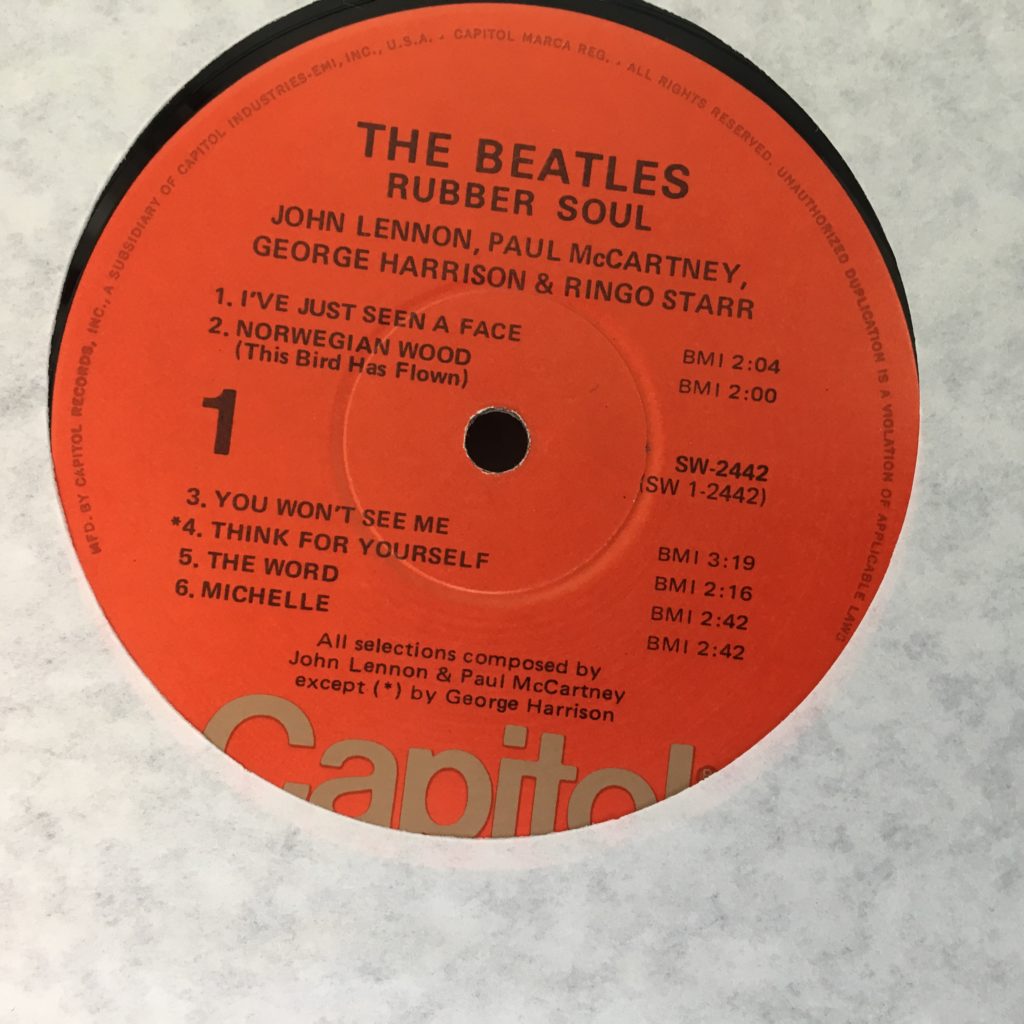 MFD. BY CAPITOL RECORDS, INC., A SUBSIDIARY OF CAPITOL INDUSTRIES-EMI, INC., U.S.A. • CAPITOL MARCA REG. • ALL RIGHTS RESERVED. UNAUTHORIZED DUPLICATION IS A VIOLATION OF APPLICABLE LAWS
THE BEATLES
RUBBER SOUL
JOHN LENNON, PAUL McCARTNEY,
GEORGE HARRISON & RINGO STARR
1. I'VE JUST SEEN A FACE BMI 2:04
2. NORWEGIAN WOOD BMI 2:00
(This Bird Has Flown)
1
SW-2442
(SW 1-2442)
3. YOU WON'T SEE ME BMI 3:19
*4. THINK FOR YOURSELF BMI 2:16
5. THE WORD BMI 2:42
6. MICHELLE BMI 2:42
All selections composed by
John Lennon & Paul McCartney
except (*) by George Harrison
Capitol